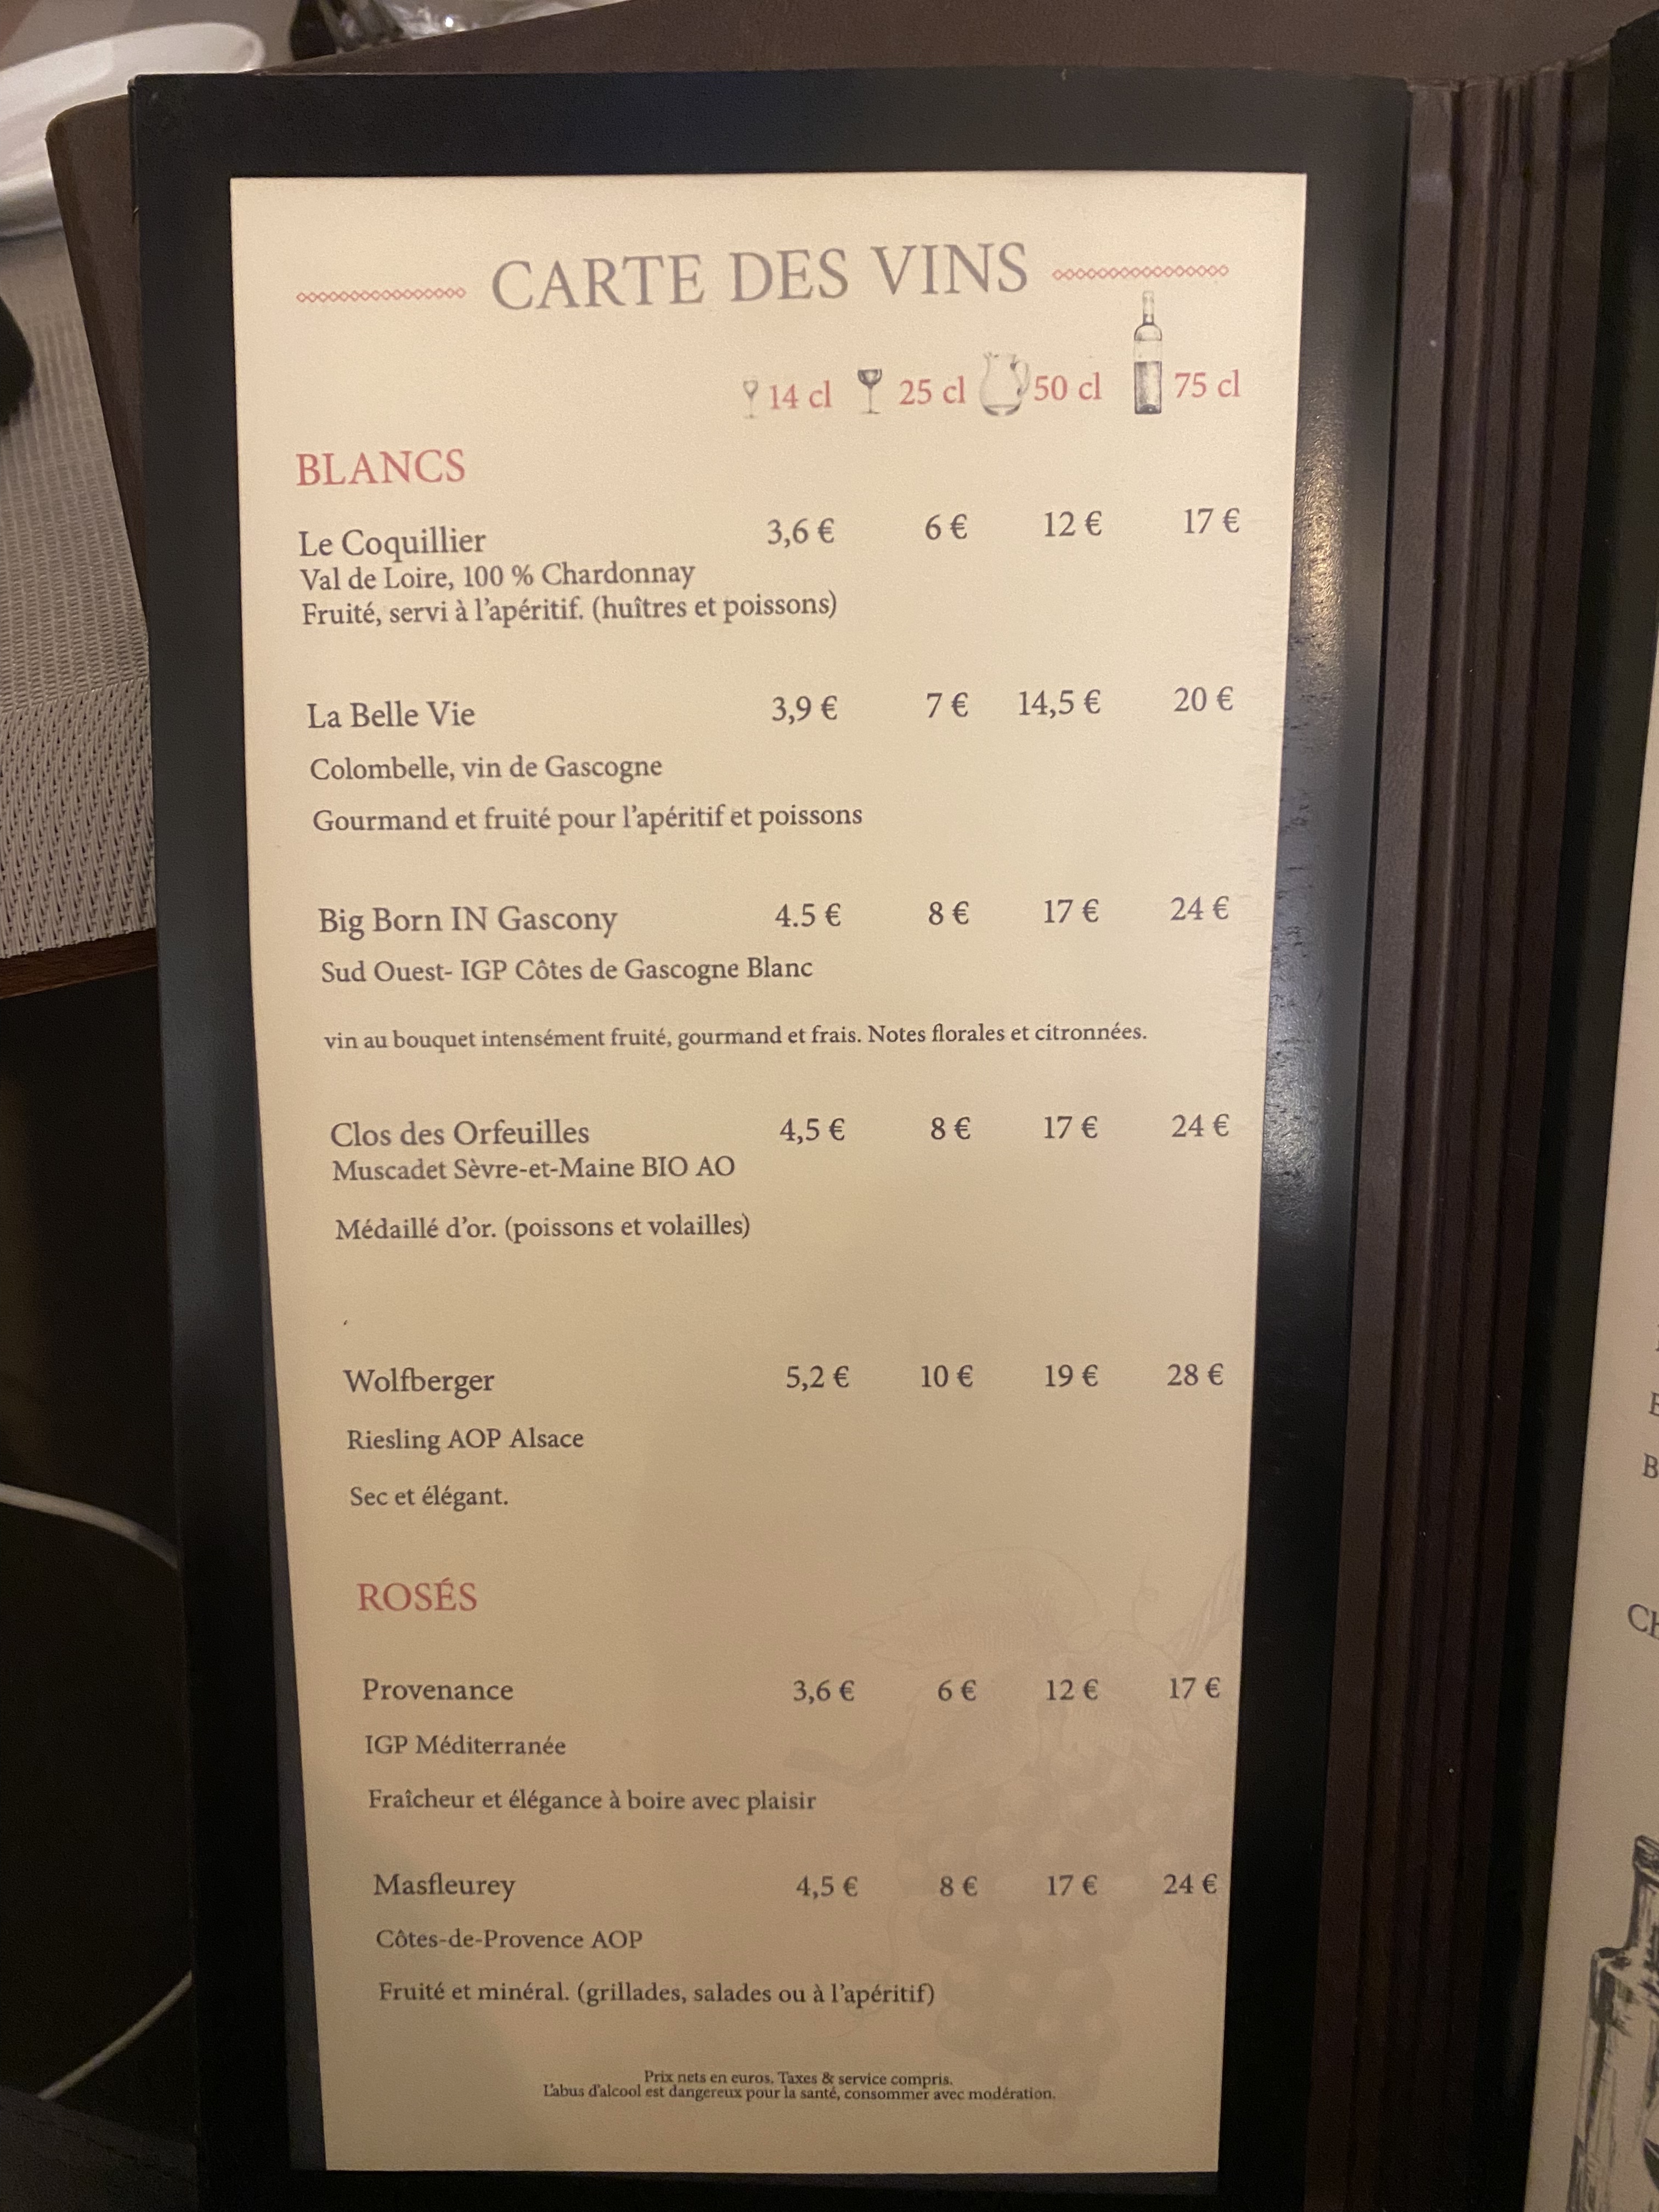 CARTE DES VINS
14 cl 25 cl 50 cl 75 cl
BLANCS
Le Coquillier 3,6 € 6 € 12 € 17 €
Val de Loire, 100 % Chardonnay
Fruité, servi à l'apéritif. (huîtres et poissons)
La Belle Vie 3,9 € 7 € 14,5 € 20 €
Colombelle, vin de Gascogne
Gourmand et fruité pour l'apéritif et poissons
Big Born IN Gascony 4.5 € 8 € 17 € 24 €
Sud Ouest- IGP Côtes de Gascogne Blanc
vin au bouquet intensément fruité, gourmand et frais. Notes florales et citronnées.
Clos des Orfeuilles 4,5 € 8 € 17 € 24 €
Muscadet Sèvre-et-Maine BIO AO
Médaillé d'or. (poissons et volailles)
Wolfberger 5,2 € 10 € 19 € 28 €
Riesling AOP Alsace
Sec et élégant.
ROSÉS
Provenance 3,6 € 6 € 12 € 17 €
IGP Méditerranée
Fraîcheur et élégance à boire avec plaisir
Masfleurey 4,5 € 8 € 17 € 24 €
Côtes-de-Provence AOP
Fruité et minéral. (grillades, salades ou à l'apéritif)
Prix nets en euros. Taxes & service compris.
L'abus d'alcool est dangereux pour la santé, consommer avec modération.